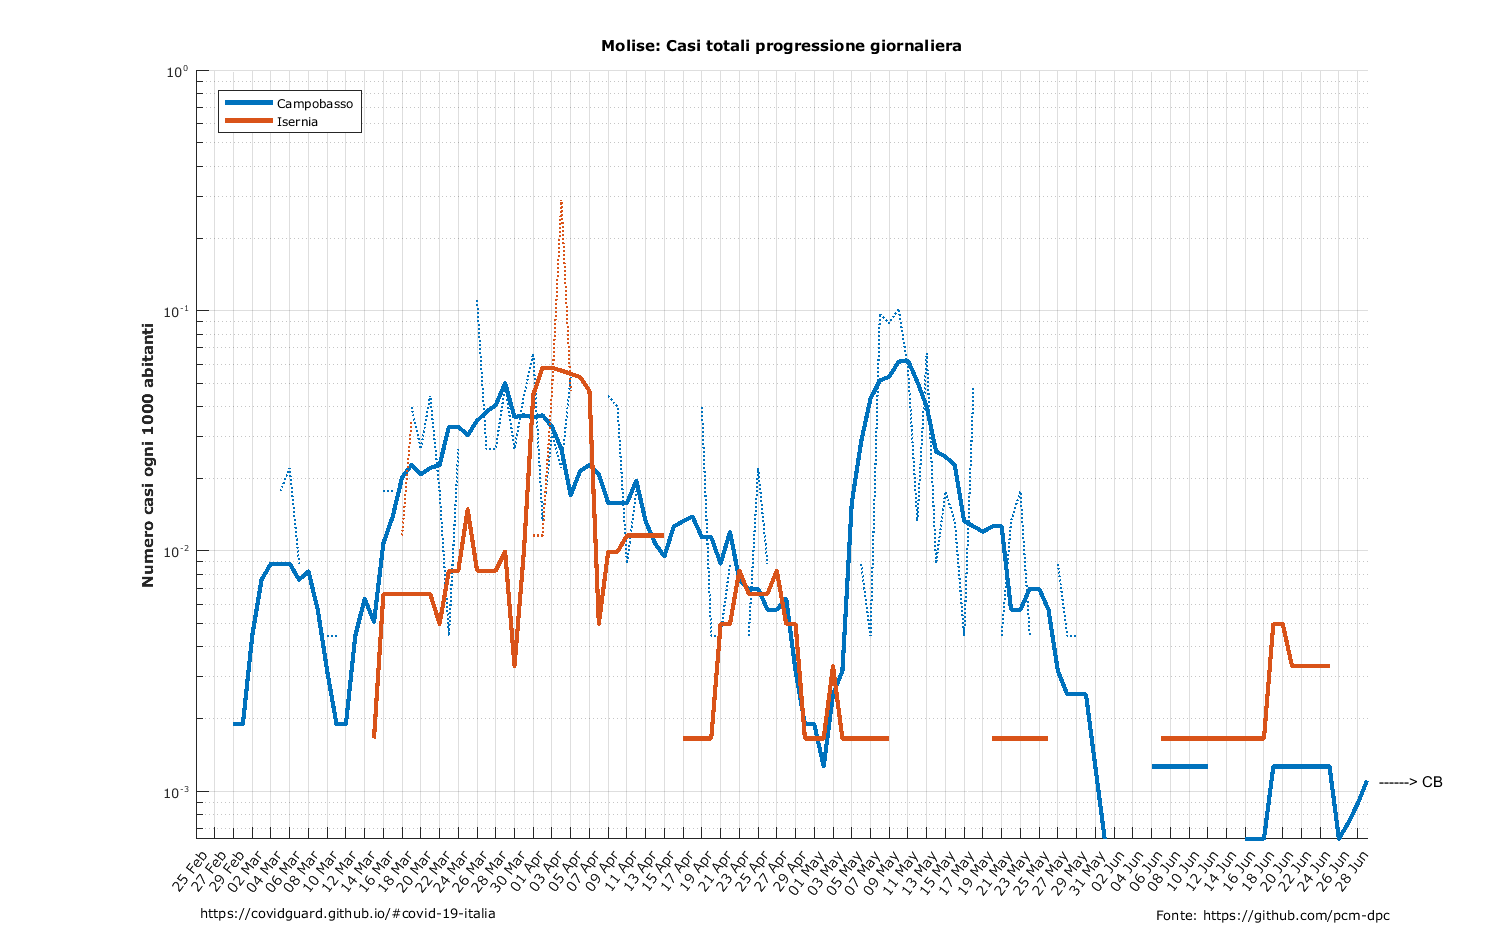 Molise: Casi totali progressione giornaliera
10^0
Campobasso
Isernia
10^-1
Numero casi ogni 1000 abitanti
10^-2
10^-3
------> CB
25 Feb
27 Feb
29 Feb
02 Mar
04 Mar
06 Mar
08 Mar
10 Mar
12 Mar
14 Mar
16 Mar
18 Mar
20 Mar
22 Mar
24 Mar
26 Mar
28 Mar
30 Mar
01 Apr
03 Apr
05 Apr
07 Apr
09 Apr
11 Apr
13 Apr
15 Apr
17 Apr
19 Apr
21 Apr
23 Apr
25 Apr
27 Apr
29 Apr
01 May
03 May
05 May
07 May
09 May
11 May
13 May
15 May
17 May
19 May
21 May
23 May
25 May
27 May
29 May
31 May
02 Jun
04 Jun
06 Jun
08 Jun
10 Jun
12 Jun
14 Jun
16 Jun
18 Jun
20 Jun
22 Jun
24 Jun
26 Jun
28 Jun
https://covidguard.github.io/#covid-19-italia
Fonte: https://github.com/pcm-dpc